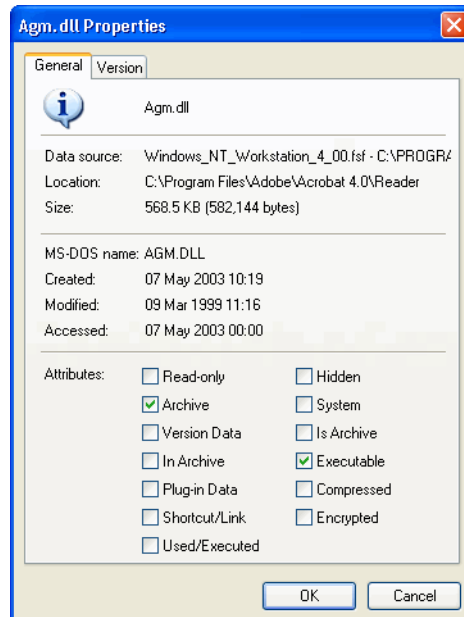 Agm.dll Properties
General Version
Agm.dll
Data source: Windows_NT_Workstation_4_00.fsf - C:\PROGRA
Location: C:\Program Files\Adobe\Acrobat 4.0\Reader
Size: 568.5 KB (582,144 bytes)
MS-DOS name: AGM.DLL
Created: 07 May 2003 10:19
Modified: 09 Mar 1999 11:16
Accessed: 07 May 2003 00:00
Attributes: Read-only Hidden
Archive System
Version Data Is Archive
In Archive Executable
Plug-in Data Compressed
Shortcut/Link Encrypted
Used/Executed
OK Cancel